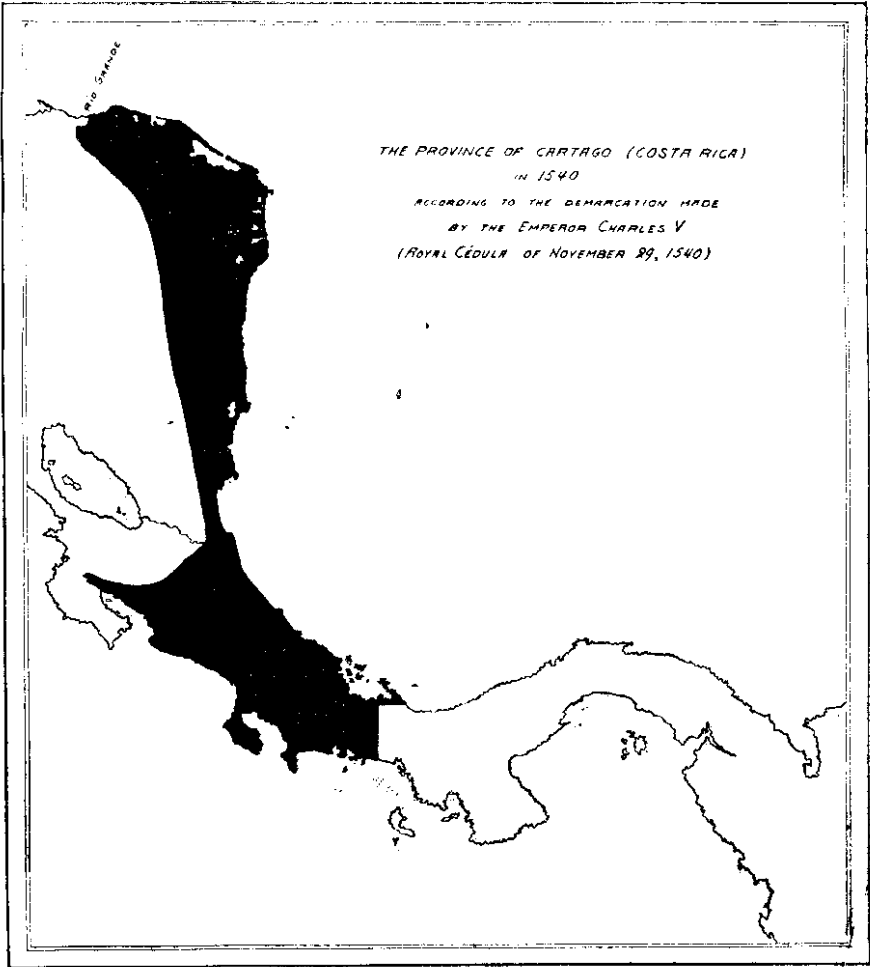 RIO GRANDE
THE PROVINCE OF CARTAGO (COSTA RICA)
IN 1540
ACCORDING TO THE DEMARCATION MADE
BY THE EMPEROR CHARLES V
(ROYAL CÉDULA OF NOVEMBER 29, 1540)